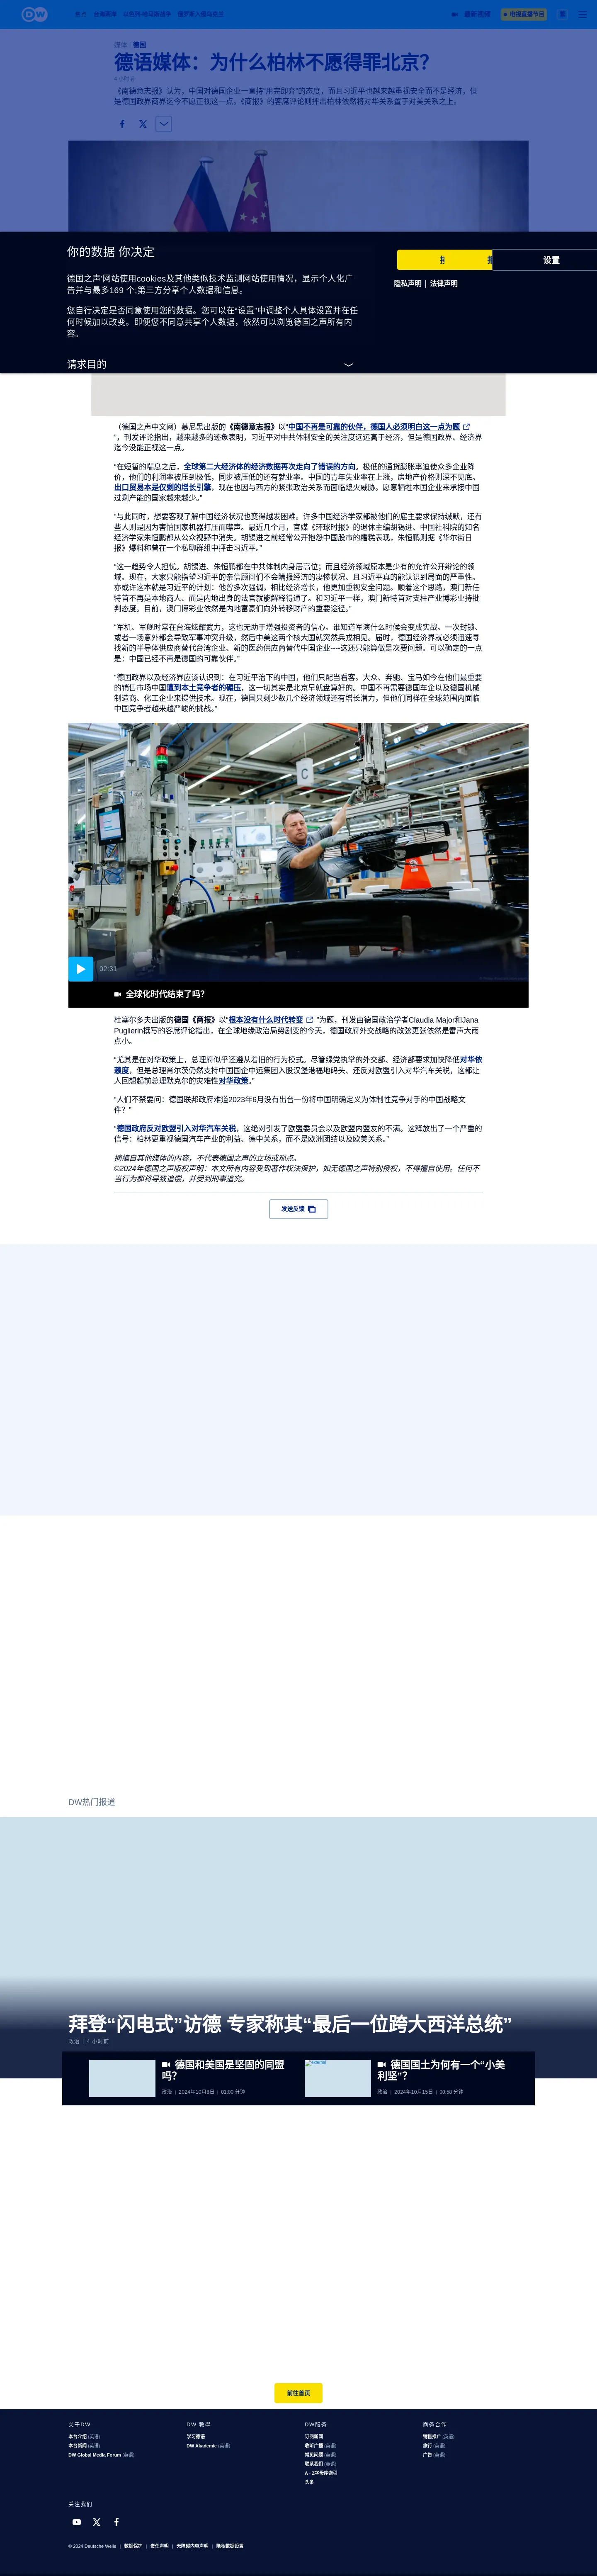 DW
最新视频
电视直播节目
媒体 | 德国
德语媒体：为什么柏林不愿得罪北京？
4 小时前
《南德意志报》认为，中国对德国企业一直持“用完即弃”的态度，而且习近平也越来越重视安全而不是经济，但
是德国政界商界迄今不愿正视这一点。《商报》的客席评论则抨击柏林依然将对华关系置于对美关系之上。
你的数据 你决定
设置
德国之声'网站使用cookies及其他类似技术监测网站使用情况，显示个人化广
告并与最多169 个;第三方分享个人数据和信息。
隐私声明 | 法律声明
您自行决定是否同意使用您的数据。您可以在“设置”中调整个人具体设置并在任
何时候加以改变。即便您不同意共享个人数据，依然可以浏览德国之声所有内
容。
请求目的
（德国之声中文网）慕尼黑出版的《南德意志报》以“中国不再是可靠的伙伴，德国人必须明白这一点为题
“，刊发评论指出，越来越多的迹象表明，习近平对中共体制安全的关注度远远高于经济，但是德国政界、经济界
迄今没能正视这一点。
“在短暂的喘息之后，全球第二大经济体的经济数据再次走向了错误的方向。极低的通货膨胀率迫使众多企业降
价，他们的利润率被压到极低，同步被压低的还有就业率。中国的青年失业率在上涨，房地产价格则深不见底。
出口贸易本是仅剩的增长引擎，现在也因与西方的紧张政治关系而面临熄火威胁。愿意牺牲本国企业来承接中国
过剩产能的国家越来越少。”
“与此同时，想要客观了解中国经济状况也变得越发困难。许多中国经济学家都被他们的雇主要求保持缄默，还有
些人则是因为害怕国家机器打压而噤声。最近几个月，官媒《环球时报》的退休主编胡锡进、中国社科院的知名
经济学家朱恒鹏都从公众视野中消失。胡锡进之前经常公开抱怨中国股市的糟糕表现，朱恒鹏则据《华尔街日
报》爆料称曾在一个私聊群组中抨击习近平。”
“这一趋势令人担忧。胡锡进、朱恒鹏都在中共体制内身居高位；而且经济领域原本是少有的允许公开辩论的领
域。现在，大家只能指望习近平的亲信顾问们不会瞒报经济的凄惨状况、且习近平真的能认识到局面的严重性。
亦或许这本就是习近平的计划：他曾多次强调，相比经济增长，他更加重视安全问题。顺着这个思路，澳门新任
特首不再是本地商人、而是履历中尽是执法部门的法官就能解释得通了。和习近平一样，澳门新特首对支柱产业博彩业持批
判态度。目前，澳门博彩业依然是内地富豪们向外转移财产的重要途径。”
“军机、军舰时常在台海炫耀武力，这也无助于增强投资者的信心。谁知道军演什么时候会变成实战。一次封锁、
或者一场意外都会导致军事冲突升级，然后中美这两个核大国就突然兵戎相见。届时，德国经济界就必须迅速寻
找新的半导体供应商替代台湾企业、新的医药供应商替代中国企业----这还只能算做是次要问题。可以确定的一点
是：中国已经不再是德国的可靠伙伴。”
“德国政界以及经济界应该认识到：在习近平治下的中国，他们只配当看客。大众、奔驰、宝马如今在他们最重要
的销售市场中国遭到本土竞争者的碾压，这一切其实是北京早就盘算好的。中国不再需要德国车企以及德国机械
制造商、化工企业来提供技术。现在，德国只剩少数几个经济领域还有增长潜力，但他们同样在全球范围内面临
中国竞争者越来越严峻的挑战。”
C
02:31
全球化时代结束了吗？
杜塞尔多夫出版的德国《商报》以“根本没有什么时代转变 “为题，刊发由德国政治学者Claudia Major和Jana
Puglierin撰写的客席评论指出，在全球地缘政治局势剧变的今天，德国政府外交战略的改弦更张依然是雷声大雨
点小。
“尤其是在对华政策上，总理府似乎还遵从着旧的行为模式。尽管绿党执掌的外交部、经济部要求加快降低对华依
赖度，但是总理肖尔茨仍然支持中国国企中远集团入股汉堡港福地码头、还反对欧盟引入对华汽车关税，这都让
人回想起前总理默克尔的灾难性对华政策。”
“人们不禁要问：德国联邦政府难道2023年6月没有出台一份将中国明确定义为体制性竞争对手的中国战略文
件？“
“德国政府反对欧盟引入对华汽车关税，这绝对引发了欧盟委员会以及欧盟内盟友的不满。这释放出了一个严重的
信号：柏林更重视德国汽车产业的利益、德中关系，而不是欧洲团结以及欧美关系。”
摘编自其他媒体的内容，不代表德国之声的立场或观点。
©2024年德国之声版权声明：本文所有内容受到著作权法保护，如无德国之声特别授权，不得擅自使用。任何不
当行为都将导致追偿，并受到刑事追究。
发送反馈
DW热门报道
拜登“闪电式”访德 专家称其“最后一位跨大西洋总统”
政治 | 4 小时前
德国和美国是坚固的同盟
吗？
政治 | 2024年10月8日 | 01:00 分钟
德国国土为何有一个“小美
利坚”？
政治 | 2024年10月15日 | 00:59 分钟
前往首页
关于DW
本台介绍 (英语)
本台新闻 (英语)
DW Global Media Forum (英语)
DW 教学
学习德语
DW Akademie (英语)
DW服务
订阅新闻
收听广播 (英语)
常见问题 (英语)
联系我们 (英语)
A - Z字母序索引
头条
商务合作
销售推广 (英语)
旅行 (英语)
广告 (英语)
关注我们
© 2024 Deutsche Welle | 数据保护 | 责任声明 | 无障碍内容声明 | 隐私数据设置